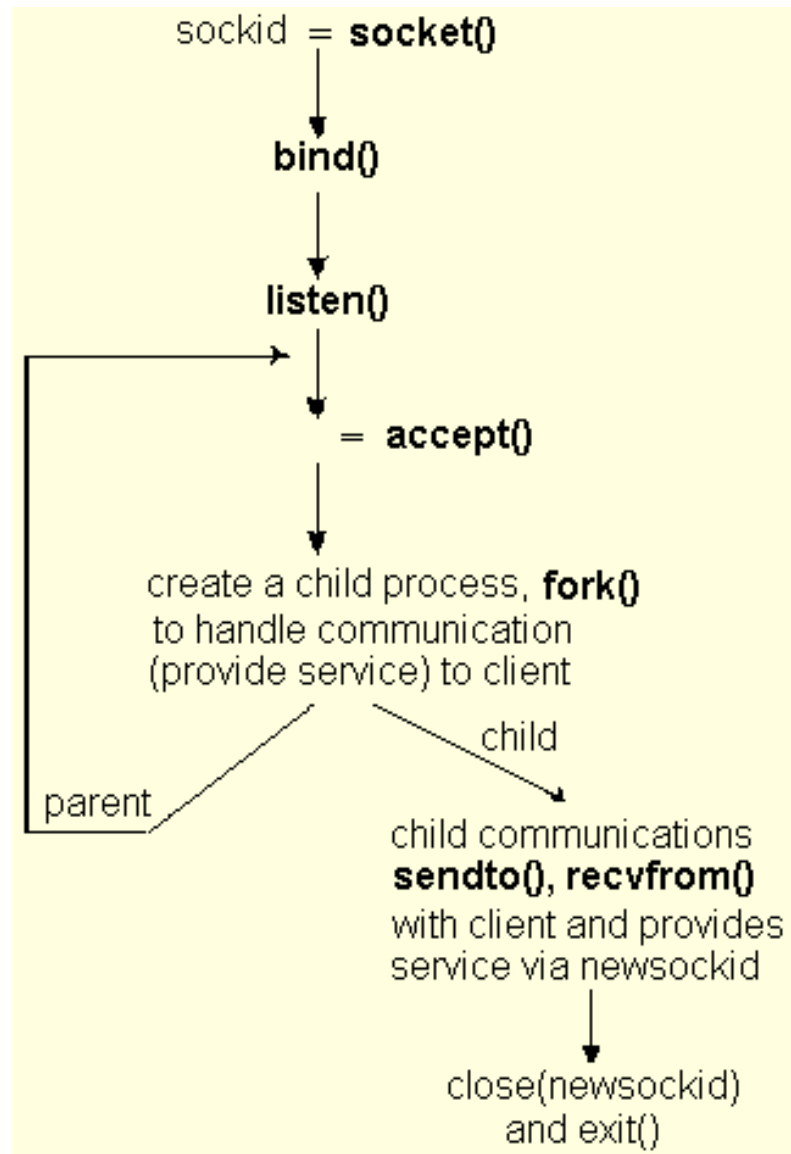 sockid = socket()
bind()
listen()
= accept()
create a child process, fork()
to handle communication
(provide service) to client
child
parent
child communications
sendto(), recvfrom()
with client and provides
service via newsockid
close(newsockid)
and exit()